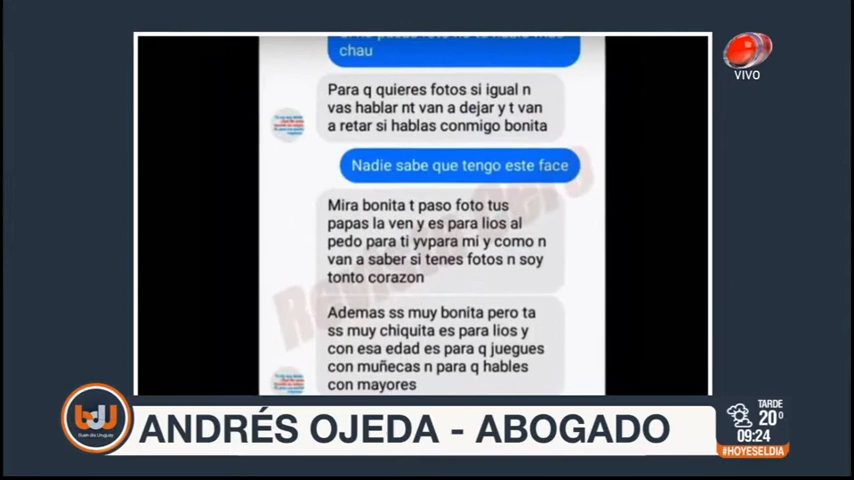 chau
Para q quieres fotos si igual n
vas hablar nt van a dejar y t van
a retar si hablas conmigo bonita
Nadie sabe que tengo este face
Mira bonita t paso foto tus
papas la ven y es para lios al
pedo para ti yvpara mi y como n
van a saber si tenes fotos n soy
tonto corazon
Ademas ss muy bonita pero ta
ss muy chiquita es para lios y
con esa edad es para q juegues
con muñecas n para q hables
con mayores
VIVO
bdu
Buen día Uruguay
ANDRÉS OJEDA - ABOGADO
TARDE
20°
09:24
#HOYESELDIA